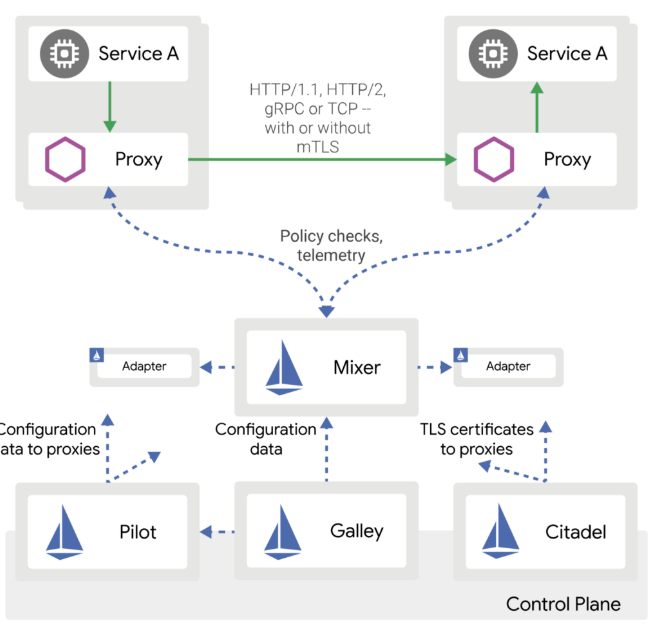 Service A
Service A
HTTP/1.1, HTTP/2,
gRPC or TCP --
with or without
mTLS
Proxy
Proxy
Policy checks,
telemetry
Mixer
Adapter
Adapter
Configuration
ata to proxies
Configuration
data
TLS certificates
to proxies
Pilot
Galley
Citadel
Control Plane